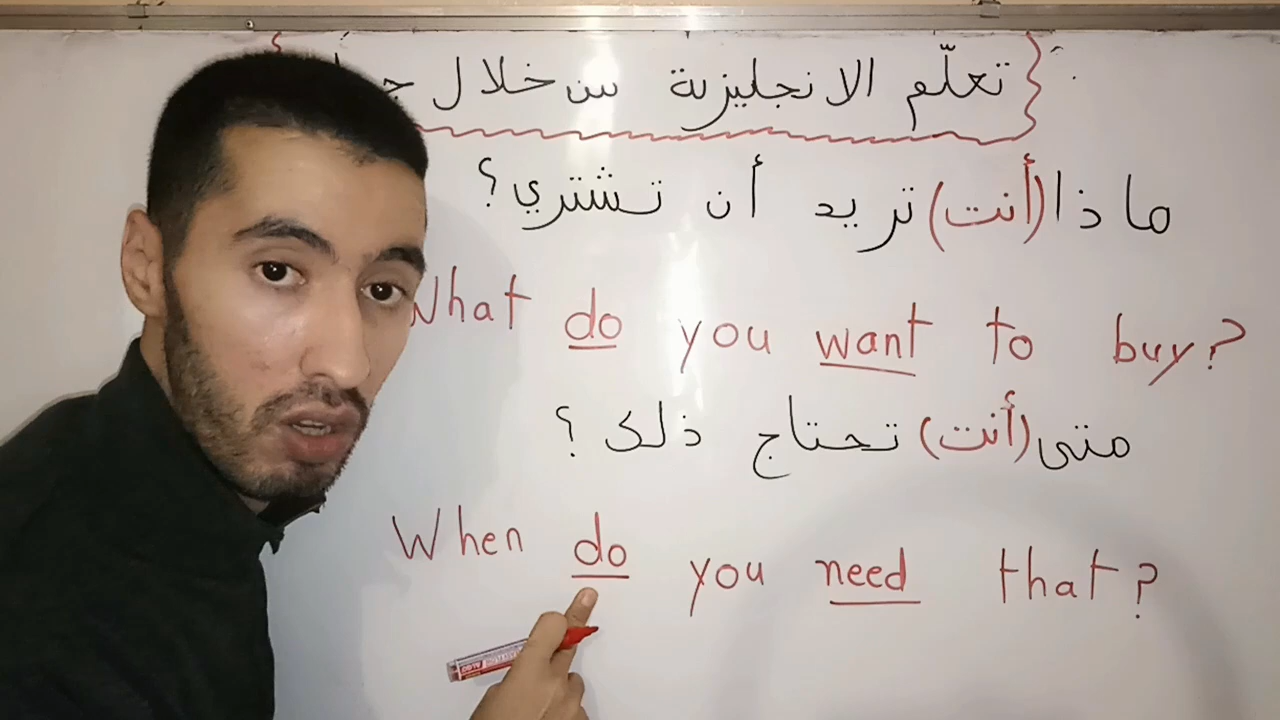 تعلّم الانجليزية من خلال
ماذا (أنت) تريد أن تشتري؟
What do you want to buy?
متى (أنت) تحتاج ذلك؟
When do you need that?